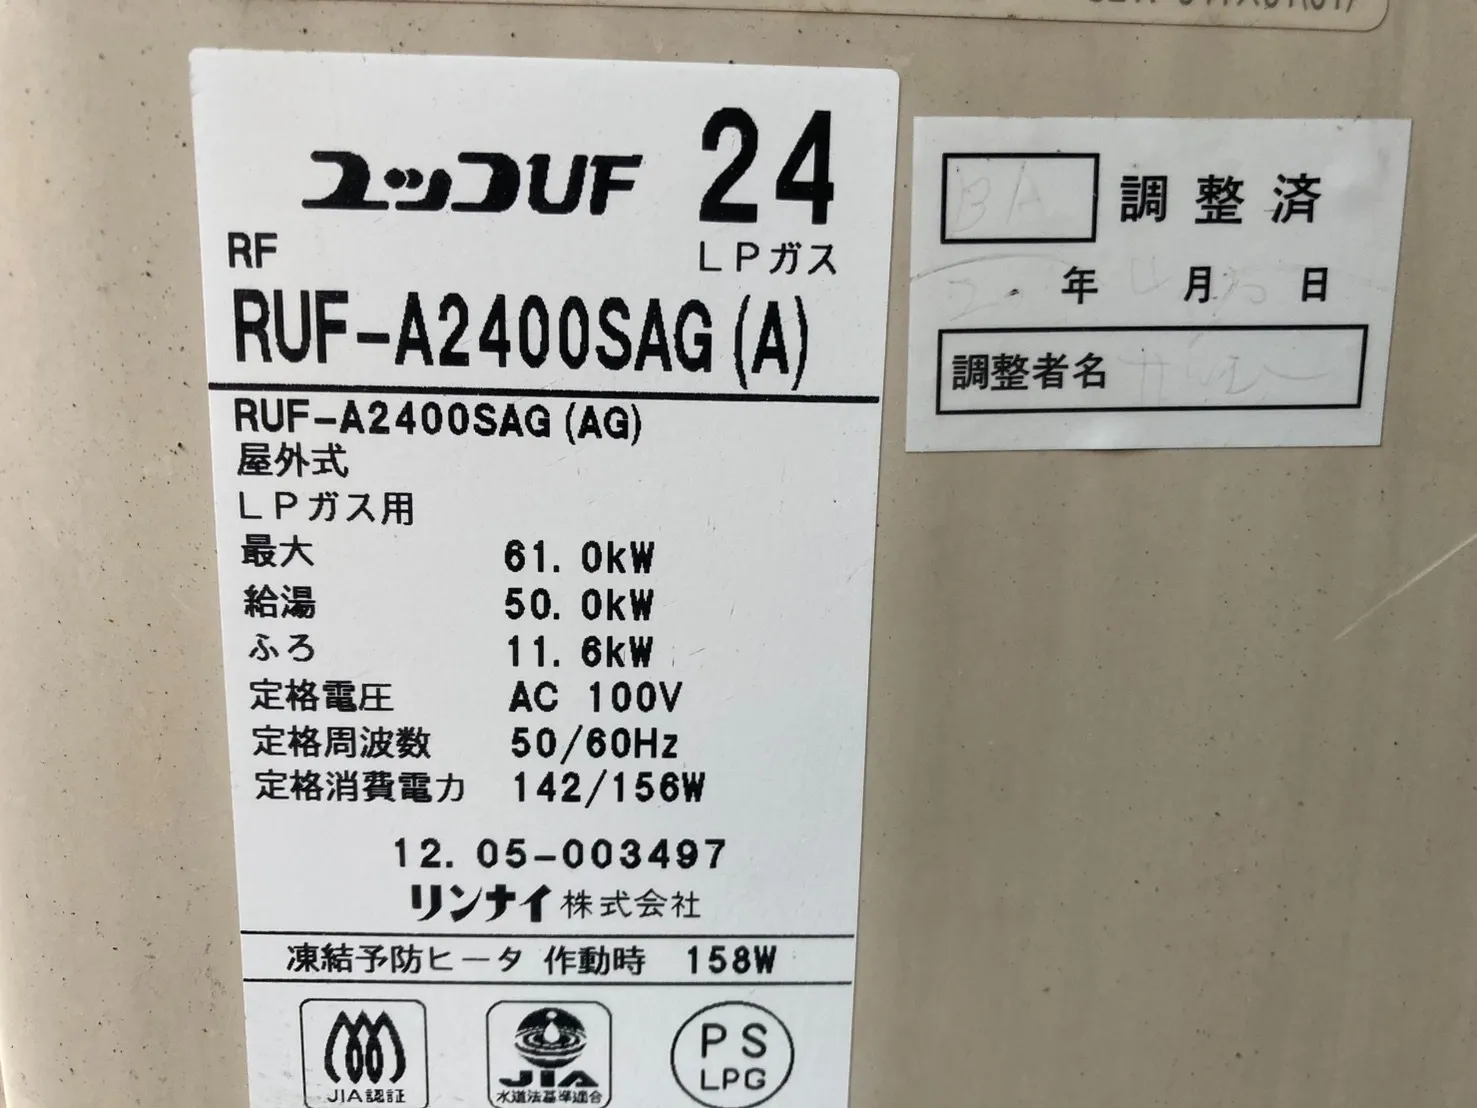 ユッコUF 24
RF
LPガス
RUF-A2400SAG(A)
RUF-A2400SAG(AG)
屋外式
LPガス用
最大 61.0kW
給湯 50.0kW
ふろ 11.6kW
定格電圧 AC 100V
定格周波数 50/60Hz
定格消費電力 142/156W
12.05-003497
リンナイ株式会社
凍結予防ヒータ 作動時 158W
JIA認証
JIA
水道法基準適合
PS
LPG
BA 調整済
年 月 日
調整者名